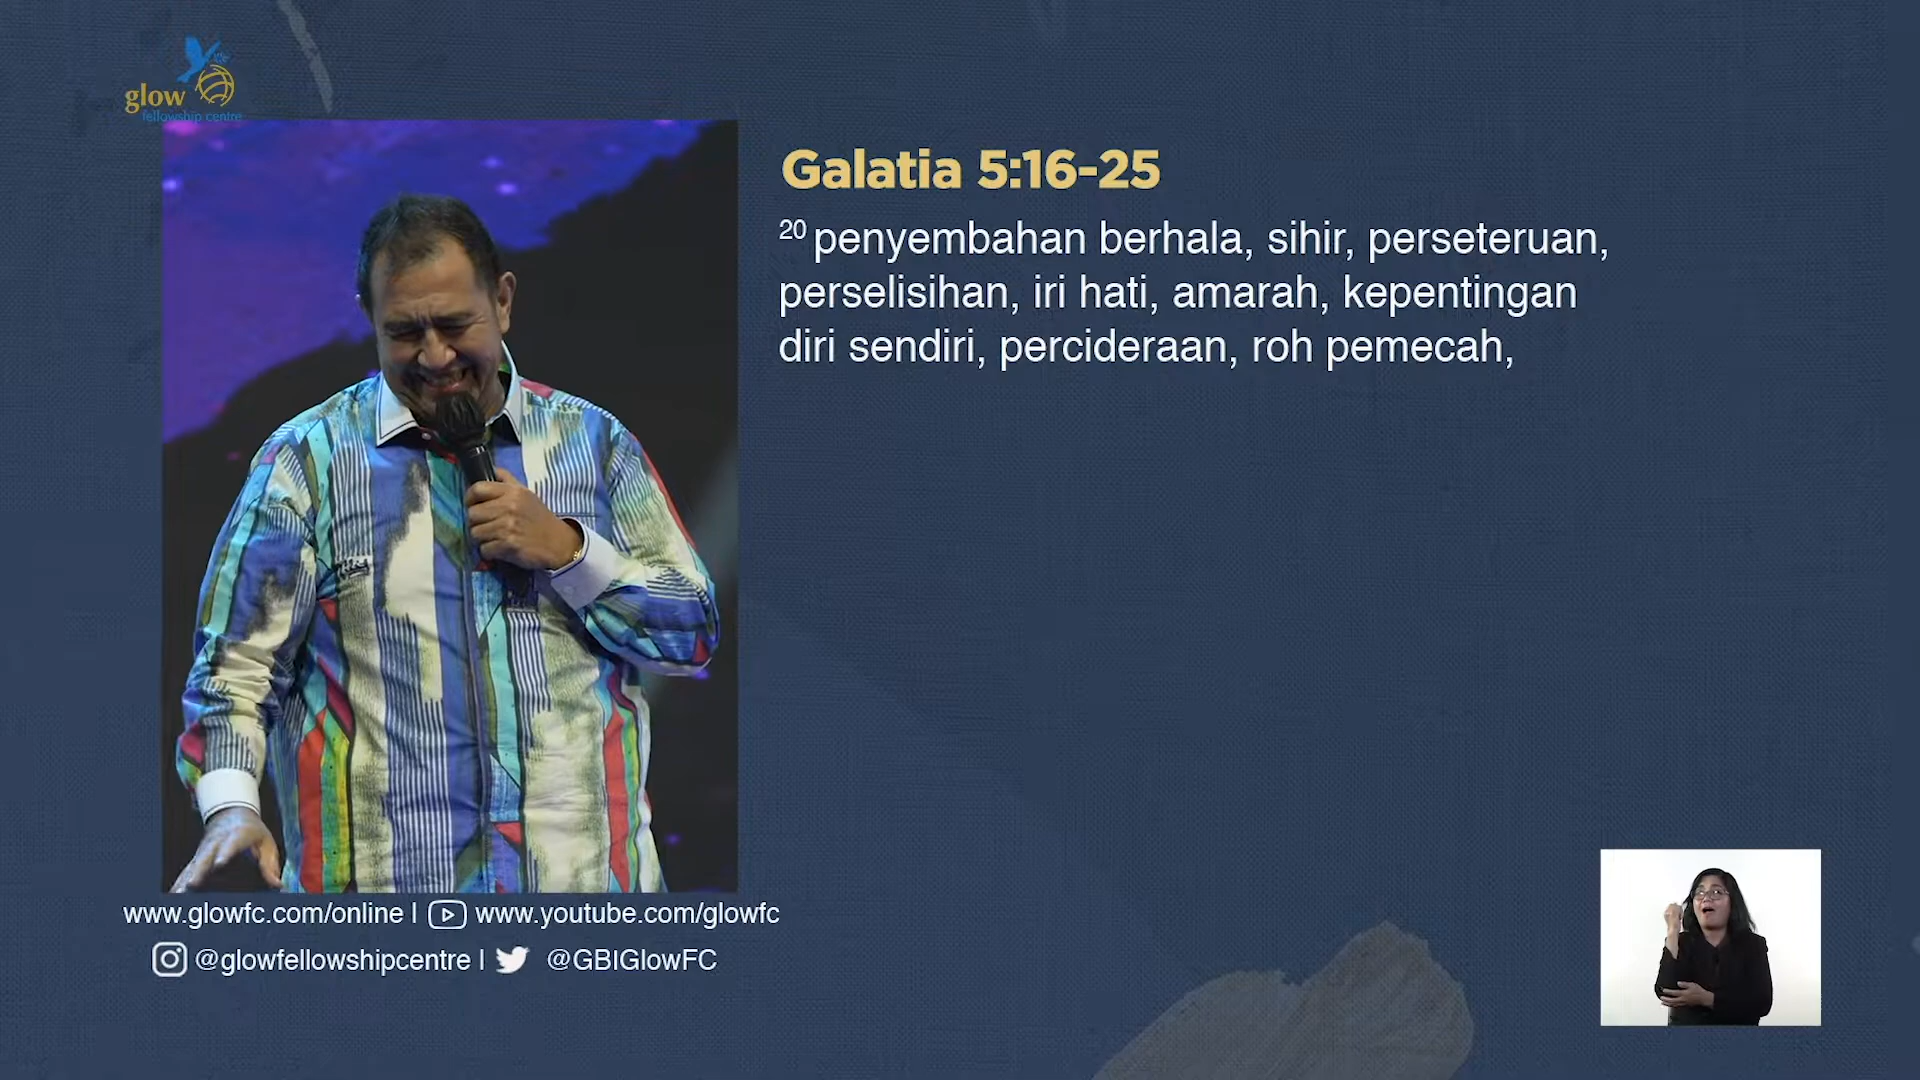 glow
fellowship centre
Galatia 5:16-25
20 penyembahan berhala, sihir, perseteruan,
perselisihan, iri hati, amarah, kepentingan
diri sendiri, percideraan, roh pemecah,
www.glowfc.com/online | www.youtube.com/glowfc
@glowfellowshipcentre | @GBIGlowFC